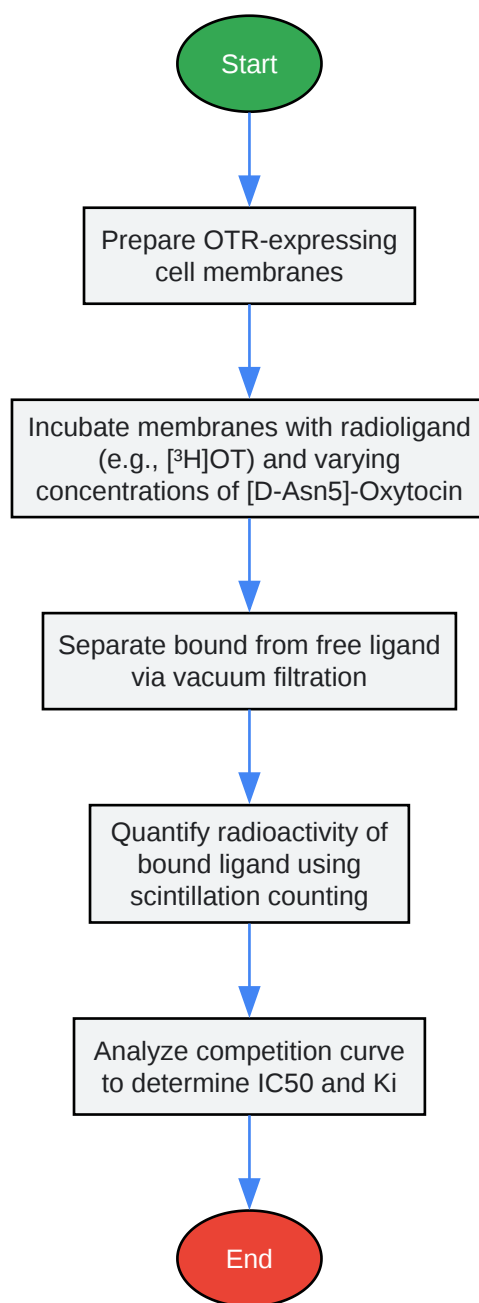 Start
Prepare OTR-expressing
cell membranes
Incubate membranes with radioligand
(e.g., [³H]OT) and varying
concentrations of [D-Asn5]-Oxytocin
Separate bound from free ligand
via vacuum filtration
Quantify radioactivity of
bound ligand using
scintillation counting
Analyze competition curve
to determine IC50 and Ki
End